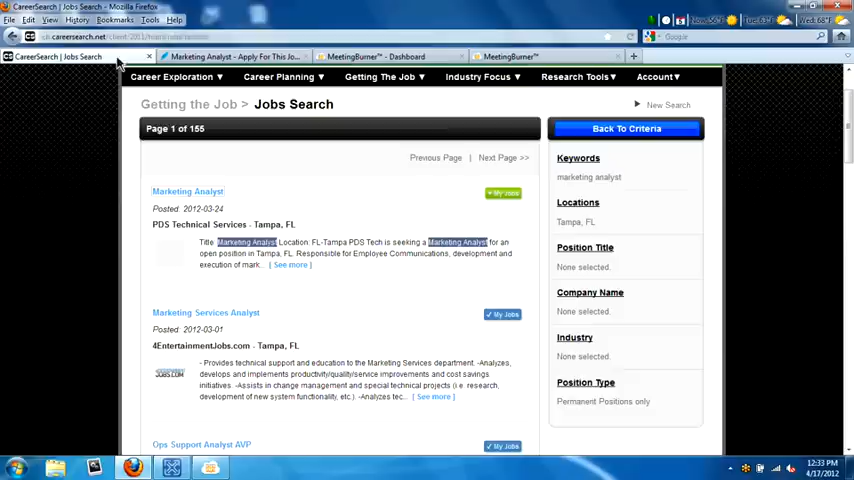 CareerSearch | Jobs Search - Mozilla Firefox
File Edit View History Bookmarks Tools Help
Now: 56°F Tue: 63°F Wed: 68°F
Google
CS CareerSearch | Jobs Search × Marketing Analyst - Apply For This Jo... × MeetingBurner™ - Dashboard × MeetingBurner™ × +
Career Exploration ▼ Career Planning ▼ Getting The Job ▼ Industry Focus ▼ Research Tools ▼ Account ▼
Getting the Job > Jobs Search
New Search
Page 1 of 155
Back To Criteria
Previous Page | Next Page >>
Keywords
marketing analyst
Marketing Analyst
+ My Jobs
Posted: 2012-03-24
PDS Technical Services - Tampa, FL
Locations
Tampa, FL
Title Marketing Analyst Location: FL-Tampa PDS Tech is seeking a Marketing Analyst for an
open position in Tampa, FL. Responsible for Employee Communications, development and
execution of mark... [ See more ]
Position Title
None selected.
Company Name
None selected.
Marketing Services Analyst
✓ My Jobs
Posted: 2012-03-01
4EntertainmentJobs.com - Tampa, FL
Industry
None selected.
- Provides technical support and education to the Marketing Services department. -Analyzes,
develops and implements productivity/quality/service improvements and cost savings
initiatives. -Assists in change management and special technical projects (i.e. research,
development of new system functionality, etc.). -Analyzes tec... [ See more ]
JOBS.COM
Position Type
Permanent Positions only
Ops Support Analyst AVP
✓ My Jobs
12:33 PM
4/17/2012